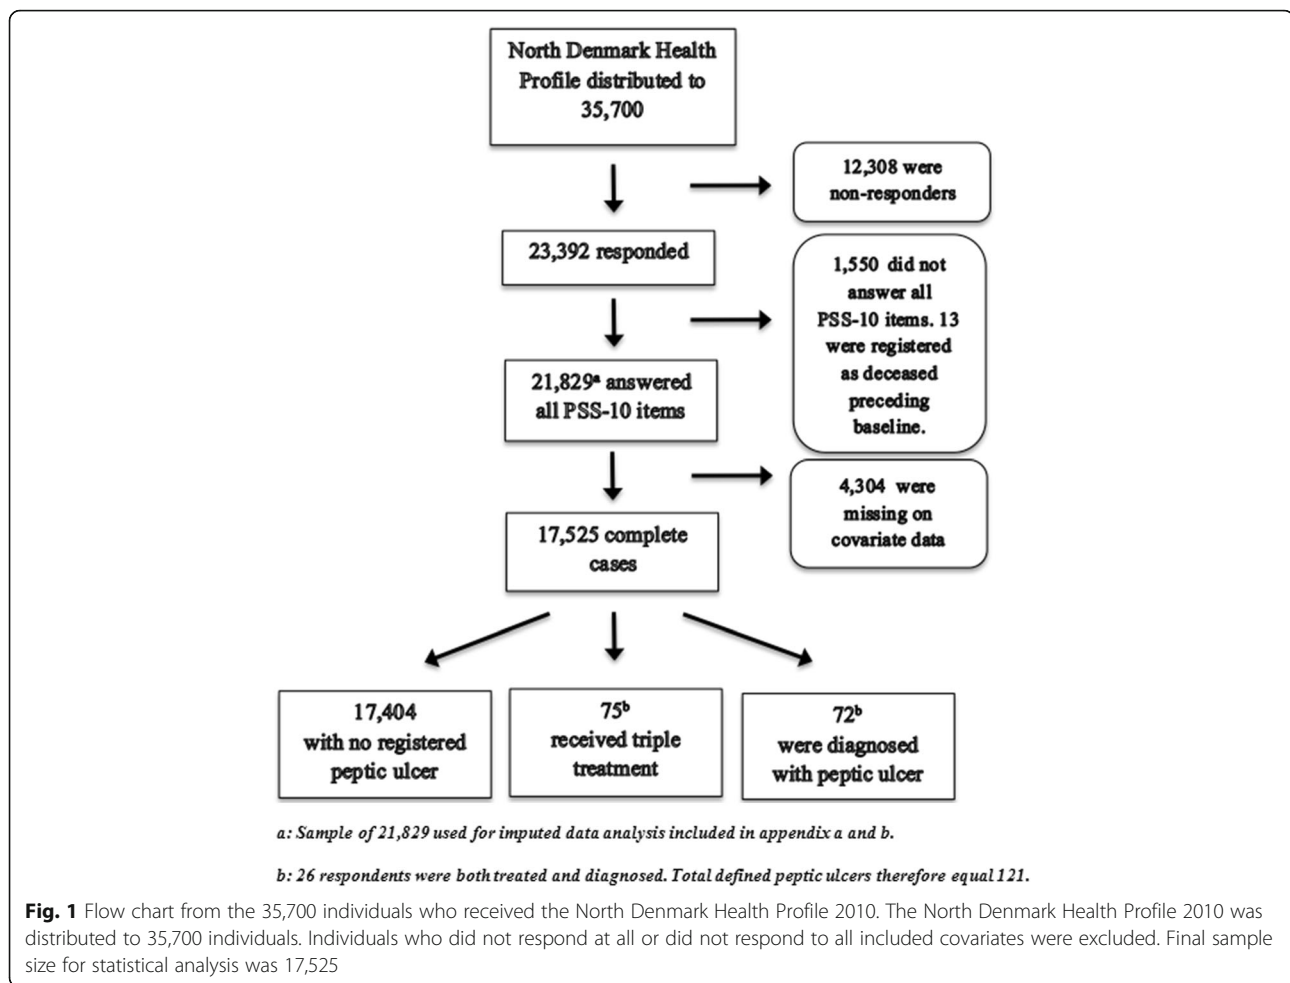 North Denmark Health
Profile distributed to
35,700
12,308 were
non-responders
23,392 responded
1,550 did not
answer all
PSS-10 items. 13
were registered
as deceased
preceding
baseline.
21,829ᵃ answered
all PSS-10 items
4,304 were
missing on
covariate data
17,525 complete
cases
17,404
with no registered
peptic ulcer
75ᵇ
received triple
treatment
72ᵇ
were diagnosed
with peptic ulcer
a: Sample of 21,829 used for imputed data analysis included in appendix a and b.
b: 26 respondents were both treated and diagnosed. Total defined peptic ulcers therefore equal 121.
Fig. 1 Flow chart from the 35,700 individuals who received the North Denmark Health Profile 2010. The North Denmark Health Profile 2010 was
distributed to 35,700 individuals. Individuals who did not respond at all or did not respond to all included covariates were excluded. Final sample
size for statistical analysis was 17,525